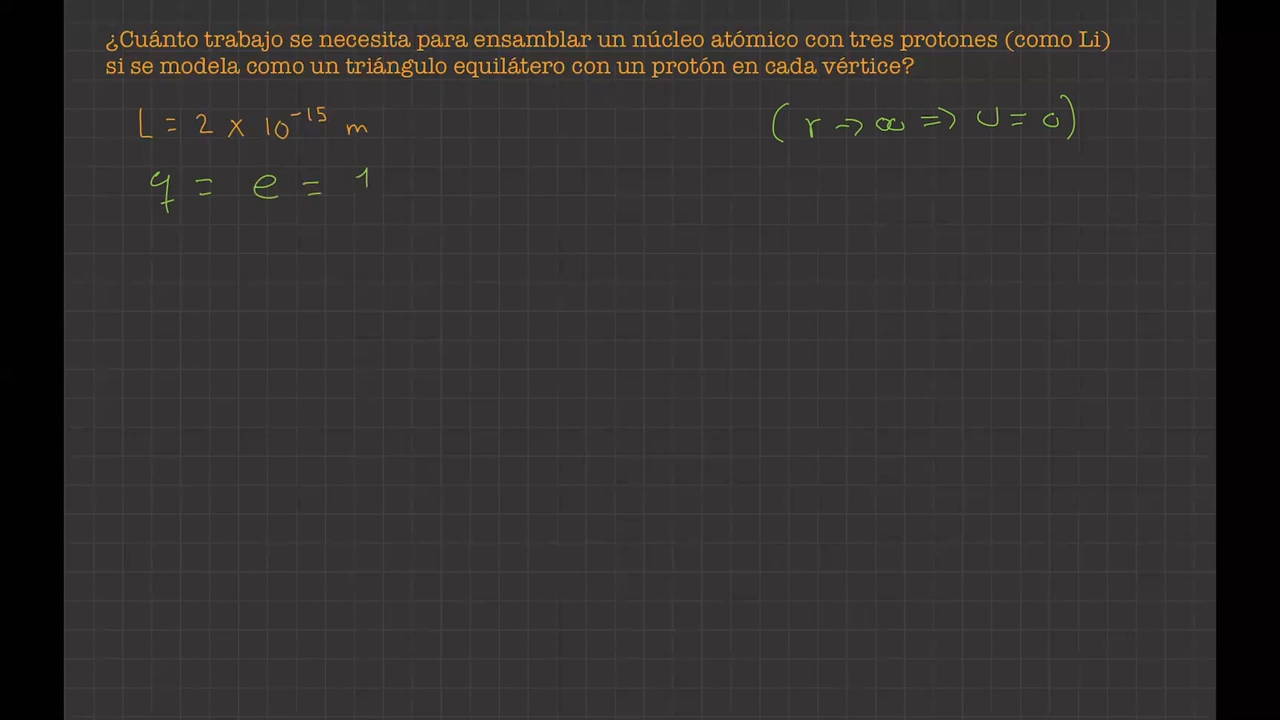 ¿Cuánto trabajo se necesita para ensamblar un núcleo atómico con tres protones (como Li)
si se modela como un triángulo equilátero con un protón en cada vértice?
L = 2 x 10⁻¹⁵ m
(r → ∞ ⇒ U = 0)
q = e = 1